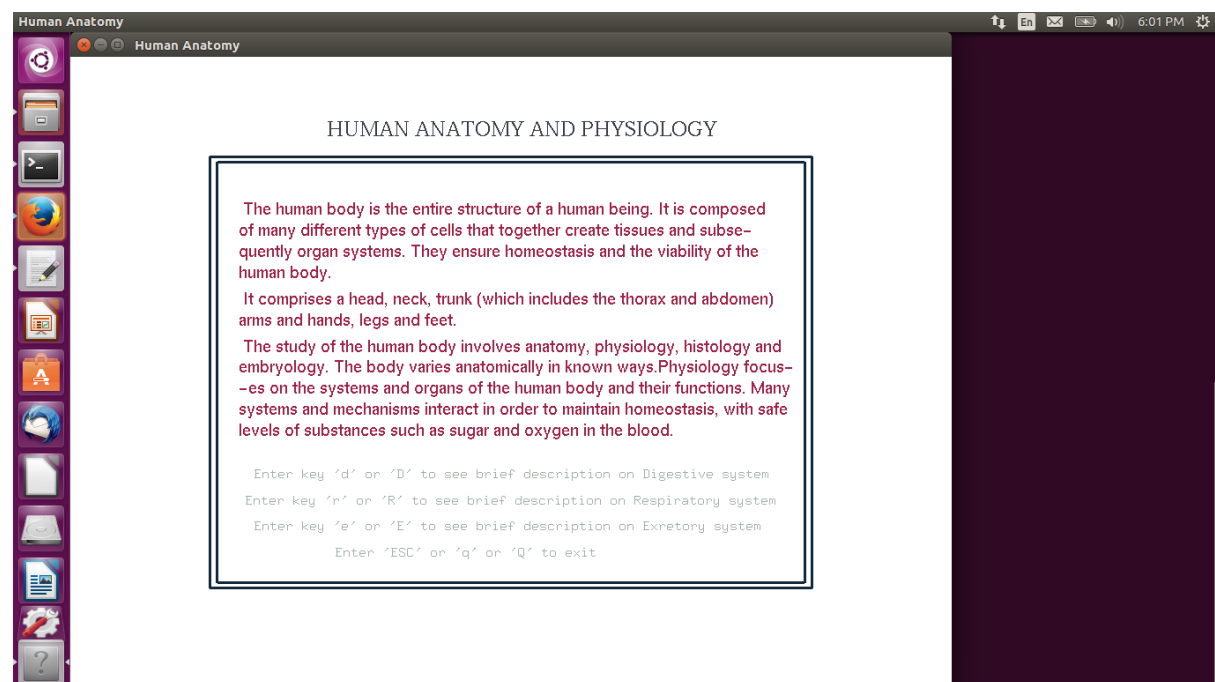 Human Anatomy
En
6:01 PM
Human Anatomy
HUMAN ANATOMY AND PHYSIOLOGY
The human body is the entire structure of a human being. It is composed
of many different types of cells that together create tissues and subse-
quently organ systems. They ensure homeostasis and the viability of the
human body.
It comprises a head, neck, trunk (which includes the thorax and abdomen)
arms and hands, legs and feet.
The study of the human body involves anatomy, physiology, histology and
embryology. The body varies anatomically in known ways.Physiology focus-
-es on the systems and organs of the human body and their functions. Many
systems and mechanisms interact in order to maintain homeostasis, with safe
levels of substances such as sugar and oxygen in the blood.
Enter key 'd' or 'D' to see brief description on Digestive system
Enter key 'r' or 'R' to see brief description on Respiratory system
Enter key 'e' or 'E' to see brief description on Exretory system
Enter 'ESC' or 'q' or 'Q' to exit